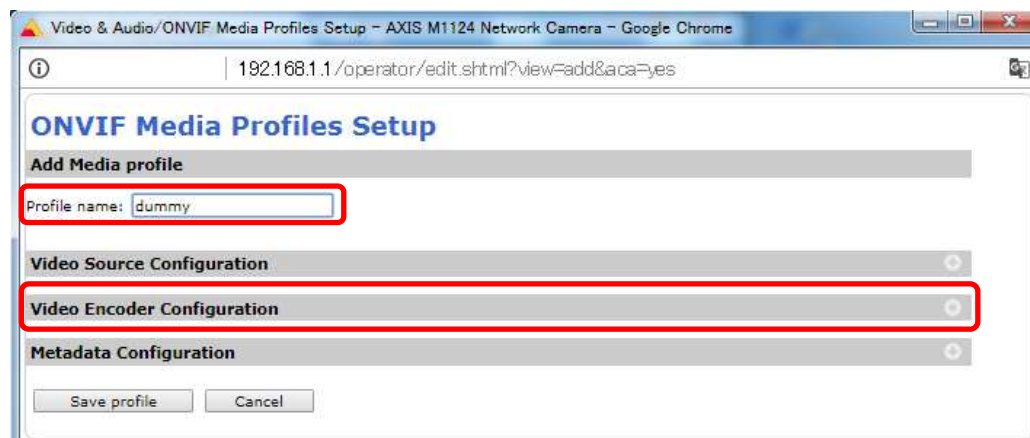 Video & Audio/ONVIF Media Profiles Setup - AXIS M1124 Network Camera - Google Chrome
192.168.1.1/operator/edit.shtml?view=add&aca=yes
ONVIF Media Profiles Setup
Add Media profile
Profile name: dummy
Video Source Configuration
Video Encoder Configuration
Metadata Configuration
Save profile Cancel